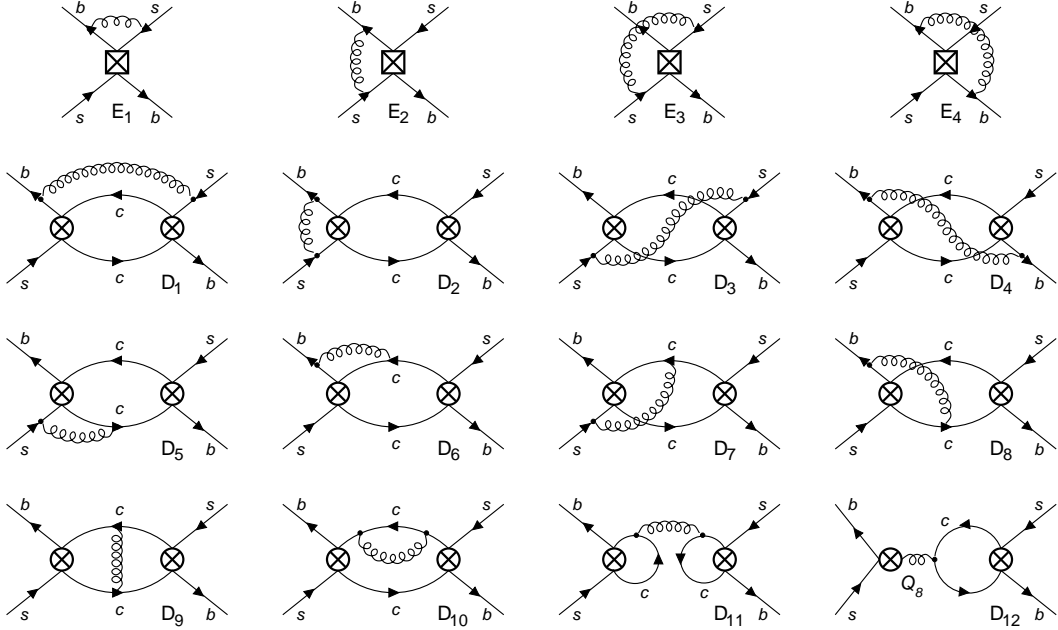 b s b s b s b s
s E₁ b s E₂ b s E₃ b s E₄ b
b s b s b s b s
c c c c
c c c c
s D₁ b s D₂ b s D₃ b s D₄ b
b c s b s b c s b c s
c c
c c c
s D₅ b s D₆ b s D₇ b s D₈ b
b c s b c s b s b s
c
c c c c Q₈
s D₉ b s D₁₀ b s D₁₁ b s D₁₂ b